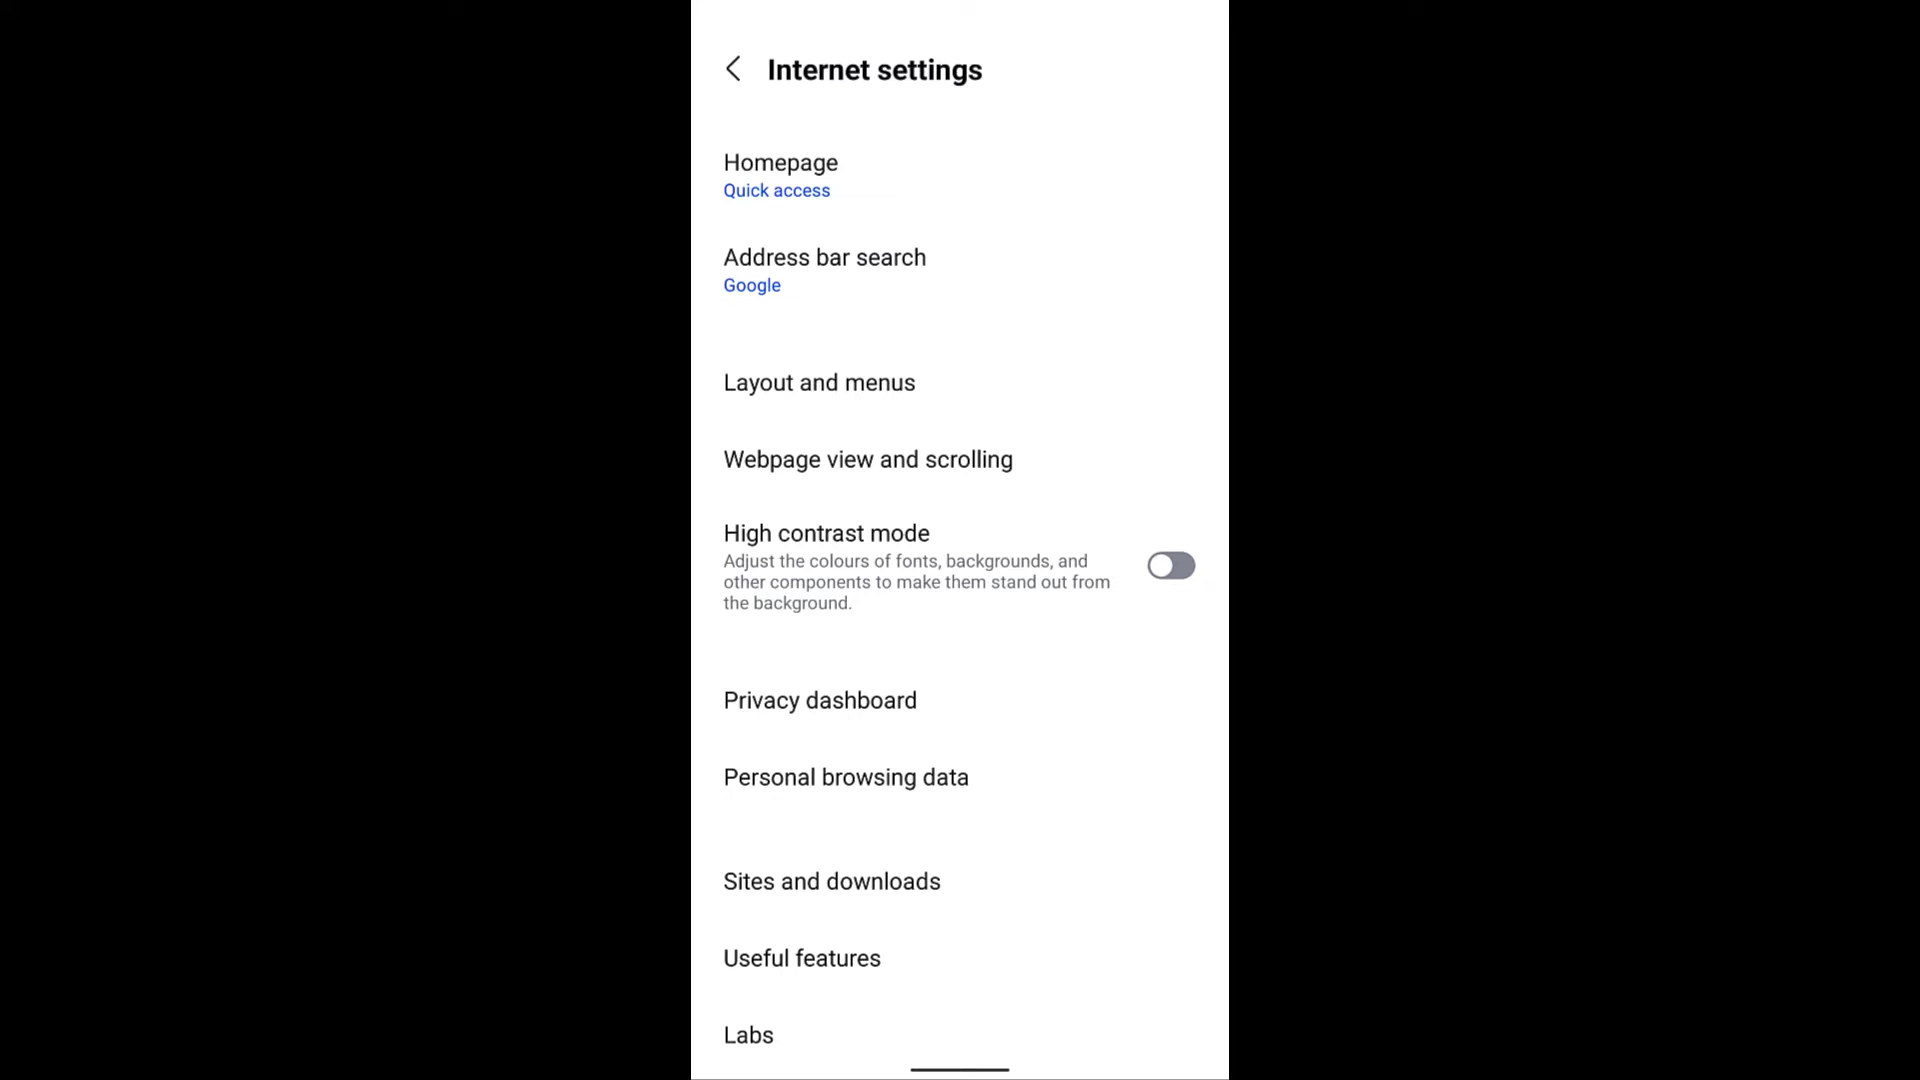 Internet settings
Homepage
Quick access
Address bar search
Google
Layout and menus
Webpage view and scrolling
High contrast mode
Adjust the colours of fonts, backgrounds, and
other components to make them stand out from
the background.
Privacy dashboard
Personal browsing data
Sites and downloads
Useful features
Labs